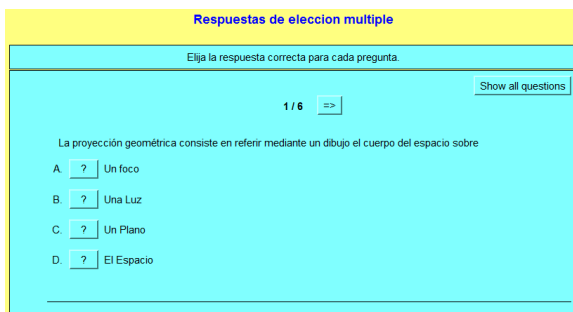 Respuestas de eleccion multiple
Elija la respuesta correcta para cada pregunta.
Show all questions
1 / 6 =>
La proyección geométrica consiste en referir mediante un dibujo el cuerpo del espacio sobre
A. ? Un foco
B. ? Una Luz
C. ? Un Plano
D. ? El Espacio